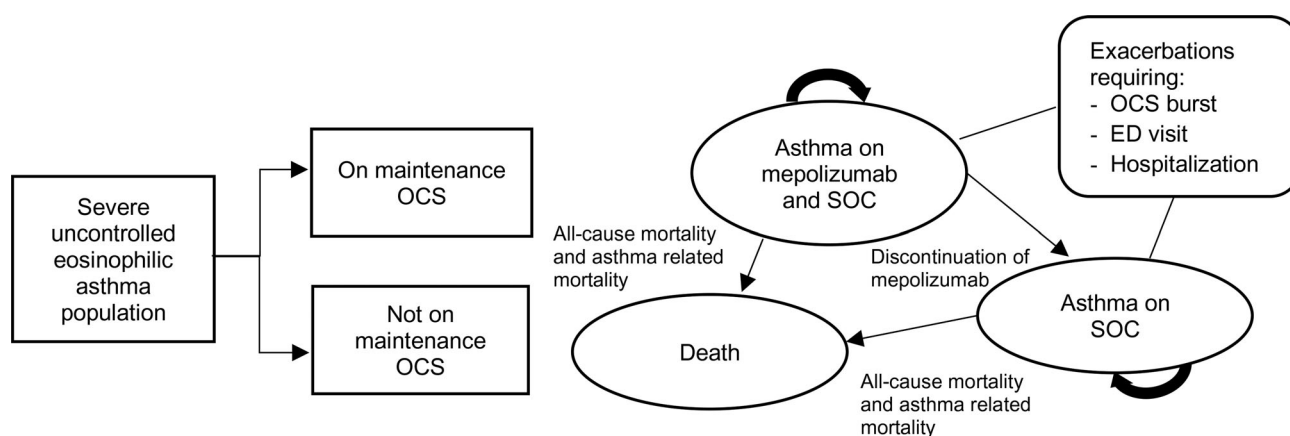 Severe
uncontrolled
eosinophilic
asthma
population
On maintenance
OCS
Not on
maintenance
OCS
Asthma on
mepolizumab
and SOC
Exacerbations
requiring:
- OCS burst
- ED visit
- Hospitalization
All-cause mortality
and asthma related
mortality
Discontinuation of
mepolizumab
Asthma on
SOC
Death
All-cause mortality
and asthma related
mortality